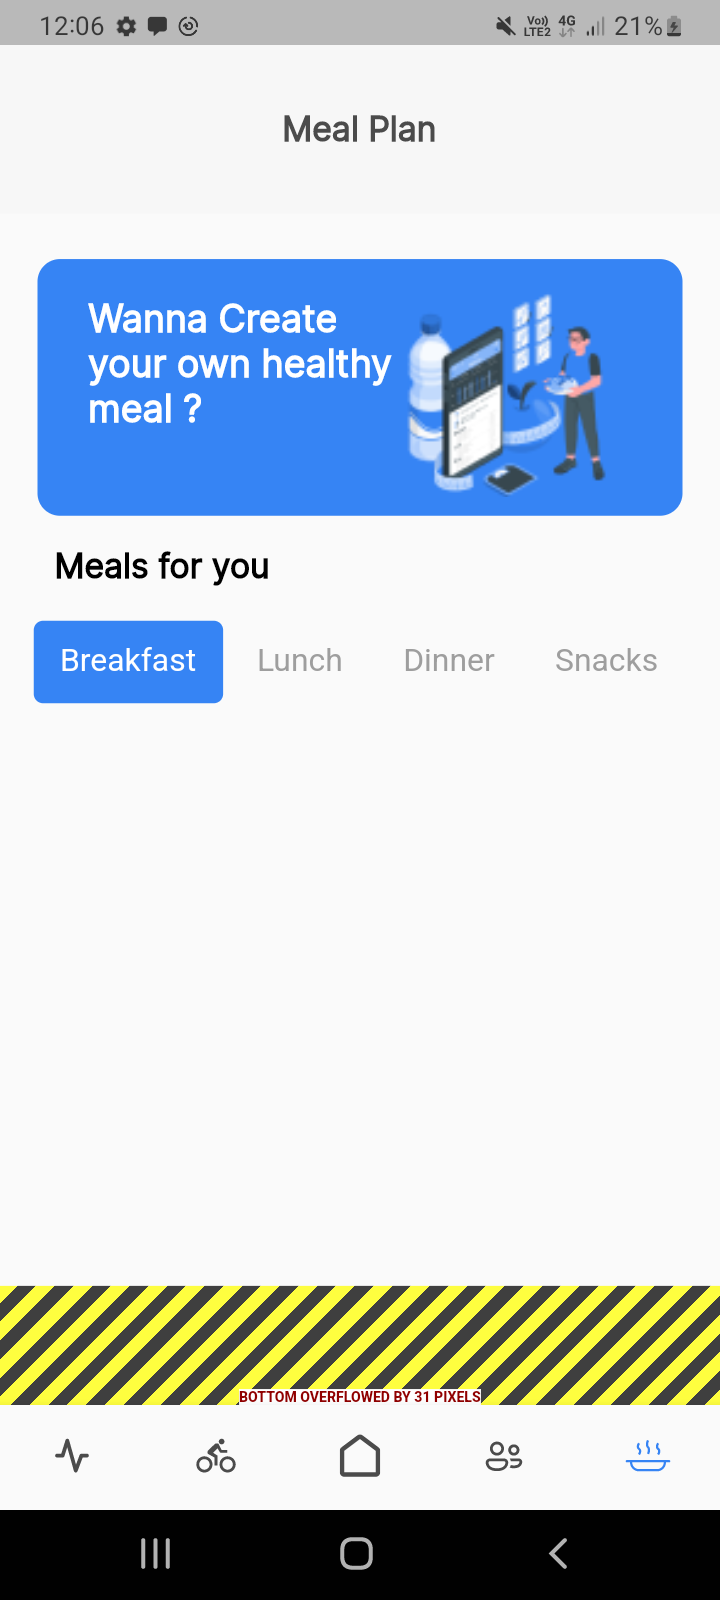 12:06 Vo)) LTE2 4G 21%
Meal Plan
Wanna Create
your own healthy
meal ?
Meals for you
Breakfast Lunch Dinner Snacks
BOTTOM OVERFLOWED BY 31 PIXELS